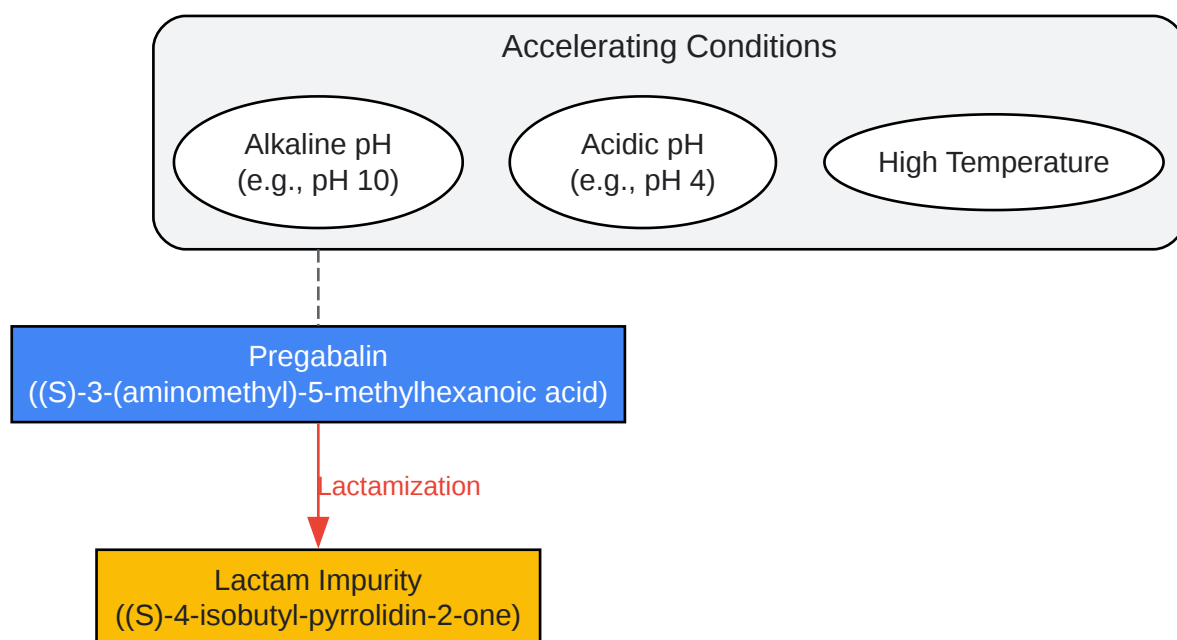 Accelerating Conditions
Alkaline pH
(e.g., pH 10)
Acidic pH
(e.g., pH 4)
High Temperature
Pregabalin
((S)-3-(aminomethyl)-5-methylhexanoic acid)
Lactamization
Lactam Impurity
((S)-4-isobutyl-pyrrolidin-2-one)